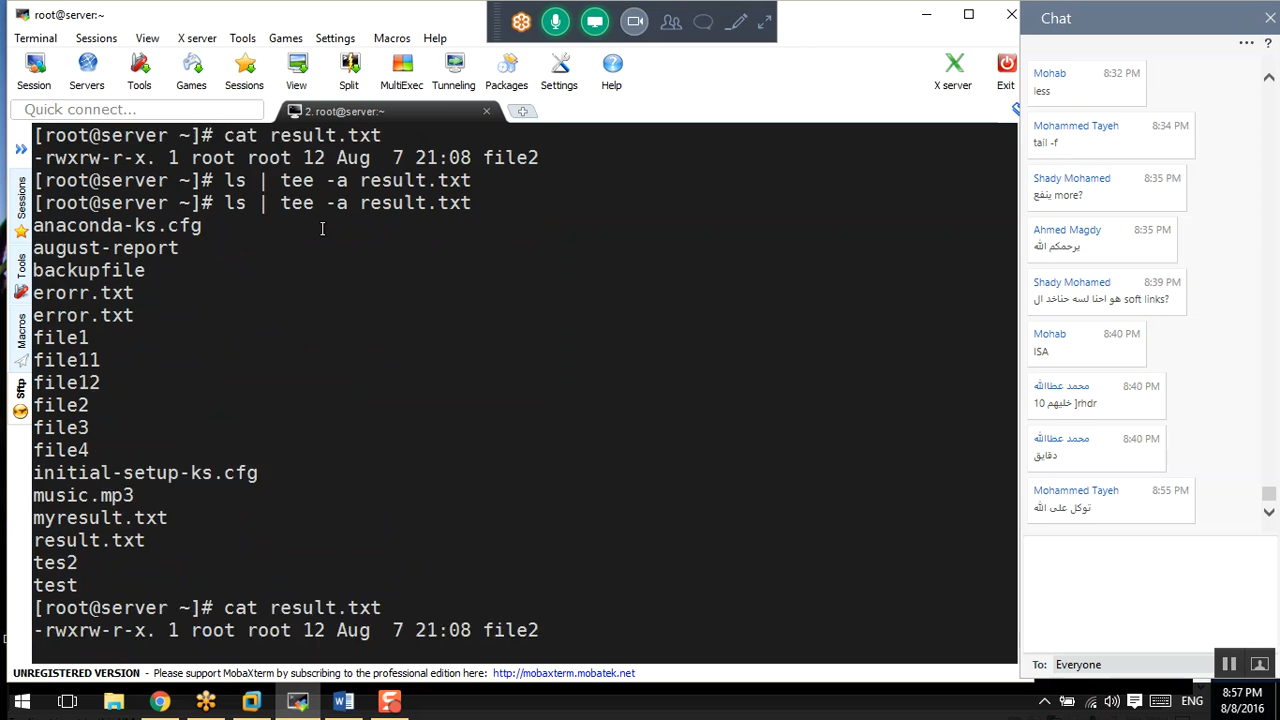 root@server:~
Terminal Sessions View X server Tools Games Settings Macros Help
Session Servers Tools Games Sessions View Split MultiExec Tunneling Packages Settings Help X server Exit
Quick connect...
2. root@server:~
Sessions
Tools
Macros
Sftp
[root@server ~]# cat result.txt
-rwxrw-r-x. 1 root root 12 Aug  7 21:08 file2
[root@server ~]# ls | tee -a result.txt
[root@server ~]# ls | tee -a result.txt
anaconda-ks.cfg
august-report
backupfile
erorr.txt
error.txt
file1
file11
file12
file2
file3
file4
initial-setup-ks.cfg
music.mp3
myresult.txt
result.txt
tes2
test
[root@server ~]# cat result.txt
-rwxrw-r-x. 1 root root 12 Aug  7 21:08 file2
UNREGISTERED VERSION - Please support MobaXterm by subscribing to the professional edition here: http://mobaxterm.mobatek.net
Chat
... ?
Mohab 8:32 PM
less
Mohammed Tayeh 8:34 PM
tail -f
Shady Mohamed 8:35 PM
ينفع more?
Ahmed Magdy 8:35 PM
يرحمكم الله
Shady Mohamed 8:39 PM
هو احنا لسه حناخد ال soft links?
Mohab 8:40 PM
ISA
محمد عطاالله 8:40 PM
خليهم 10 ]rhdr
محمد عطاالله 8:40 PM
دقايق
Mohammed Tayeh 8:55 PM
توكل على الله
To: Everyone
ENG
8:57 PM
8/8/2016